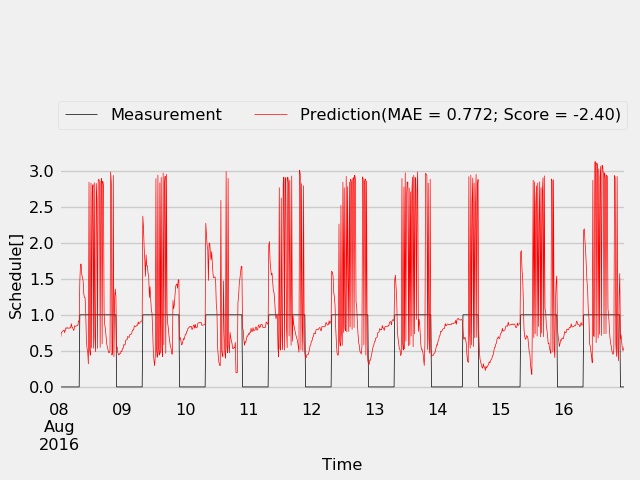 Measurement
Prediction(MAE = 0.772; Score = -2.40)
3.0
2.5
2.0
1.5
1.0
0.5
0.0
Schedule[]
08 09 10 11 12 13 14 15 16
Aug
2016
Time